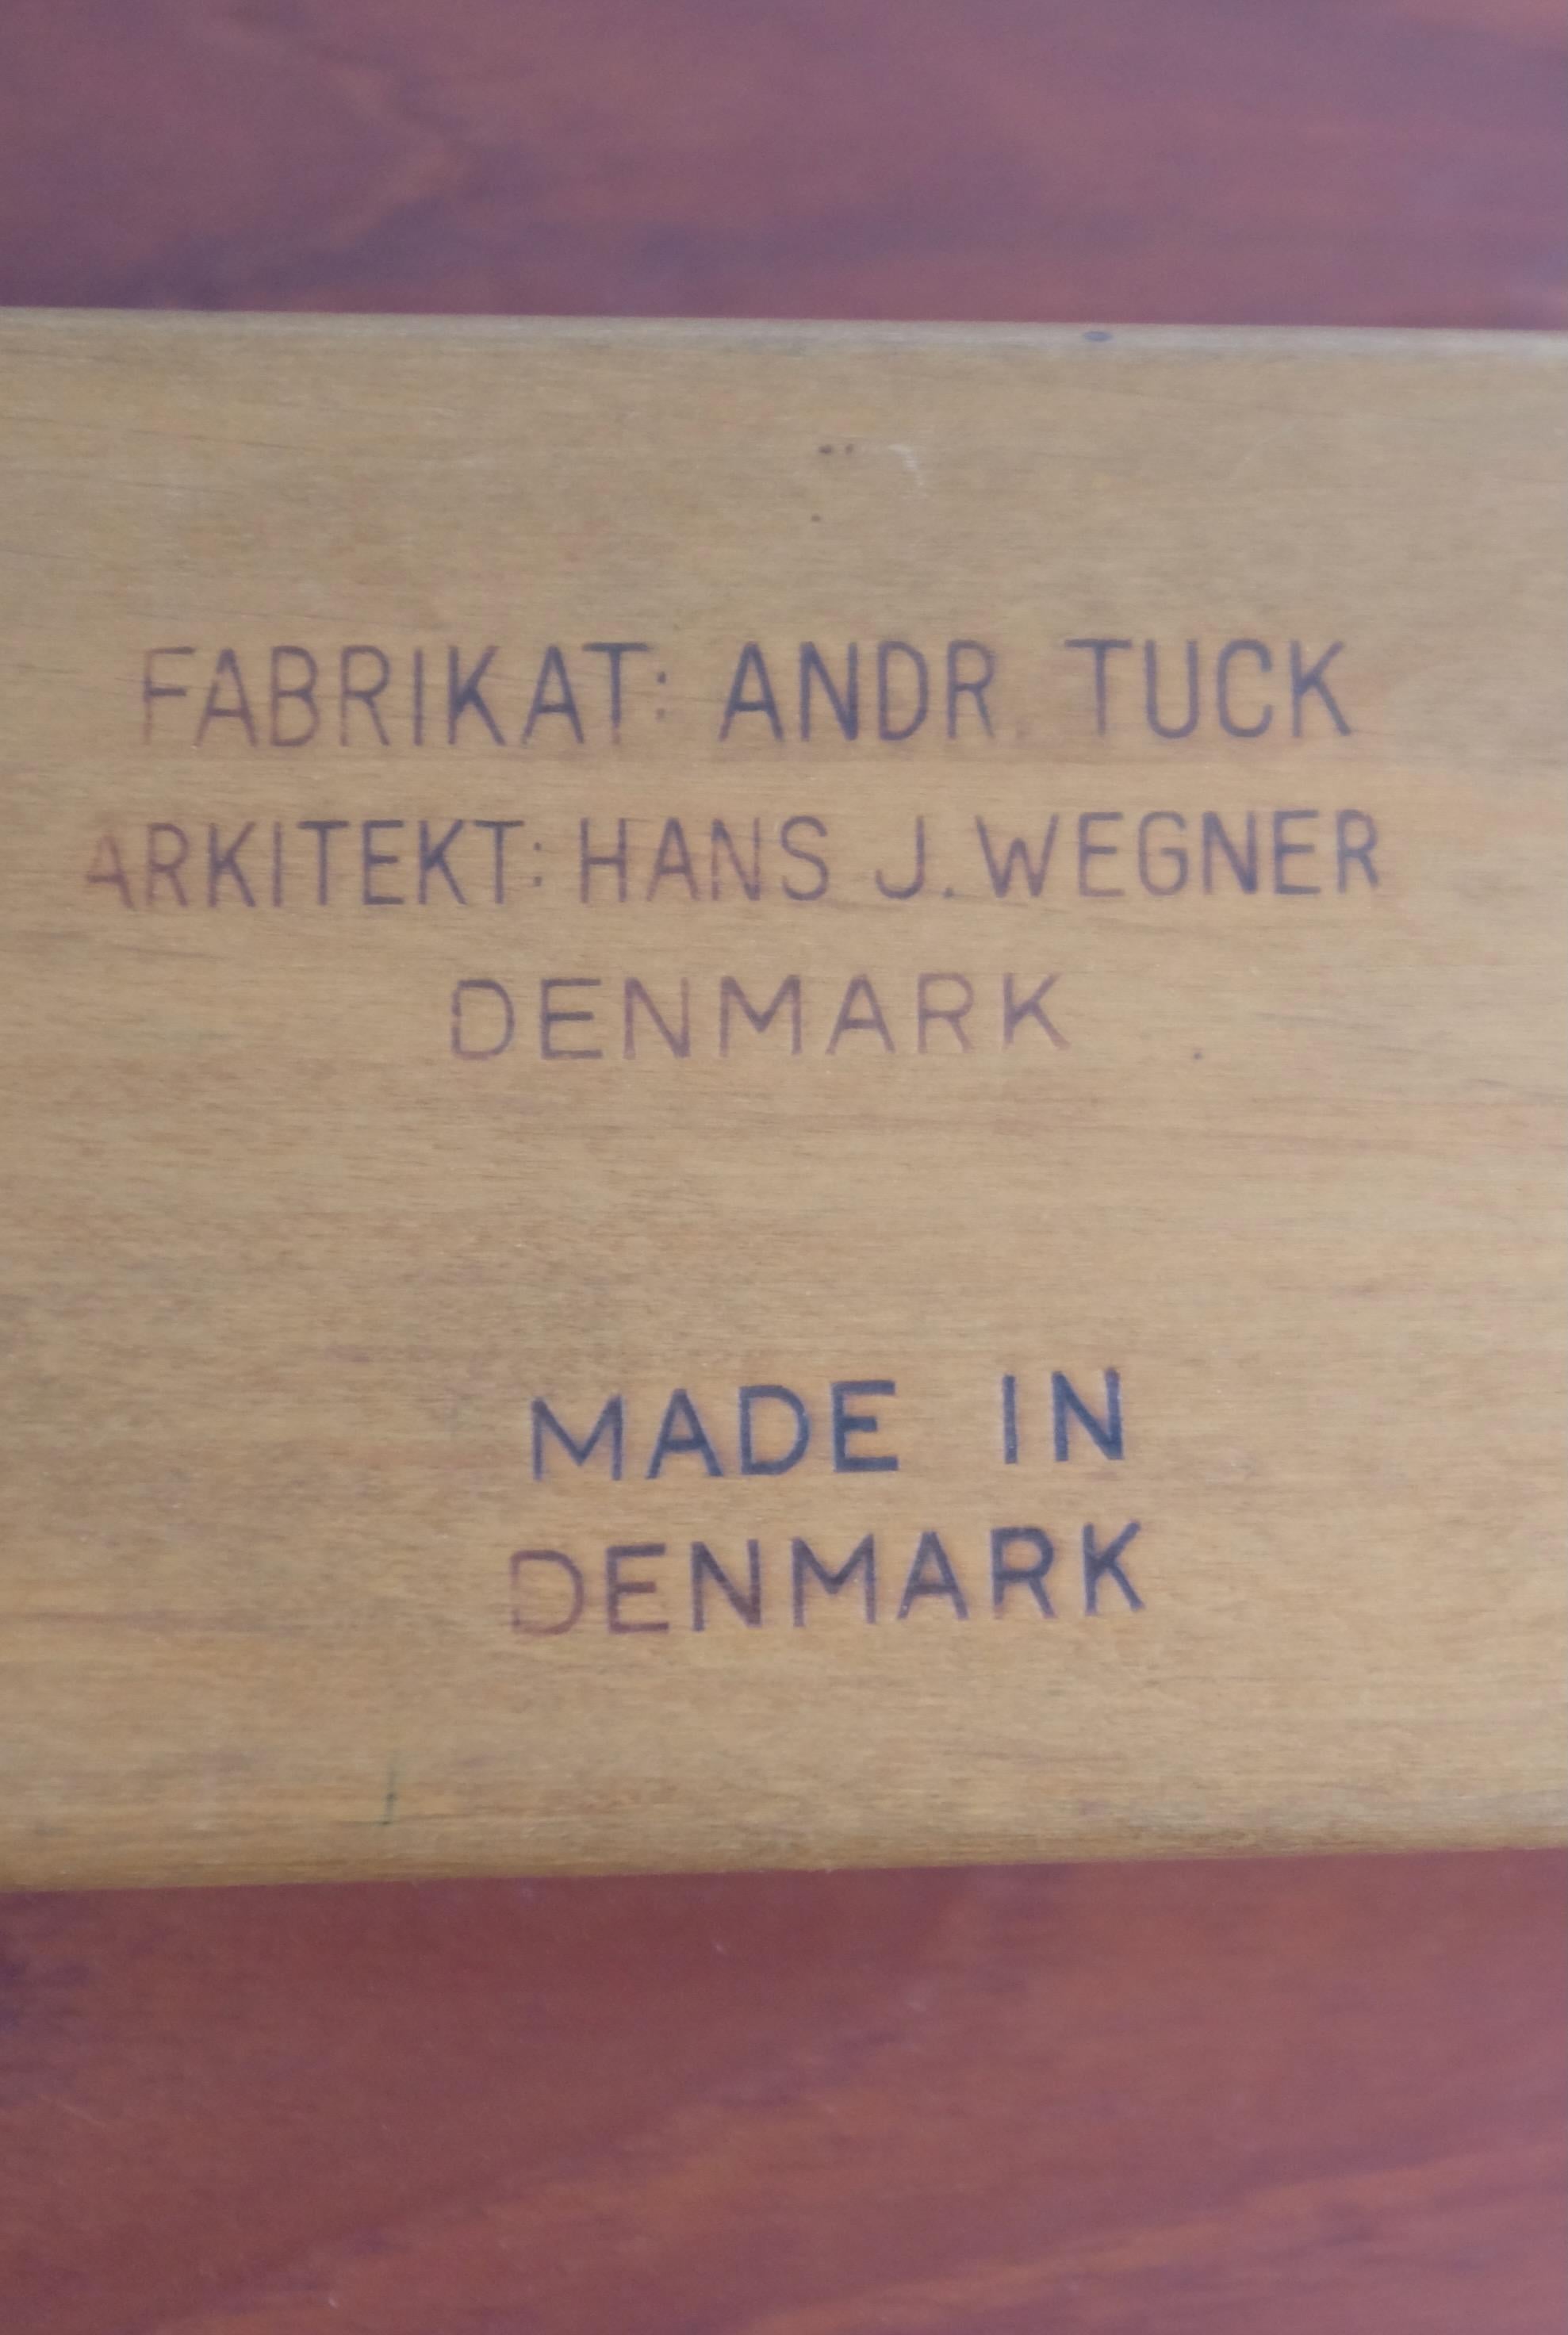 FABRIKAT: ANDR. TUCK
ARKITEKT: HANS J. WEGNER
DENMARK
MADE IN
DENMARK